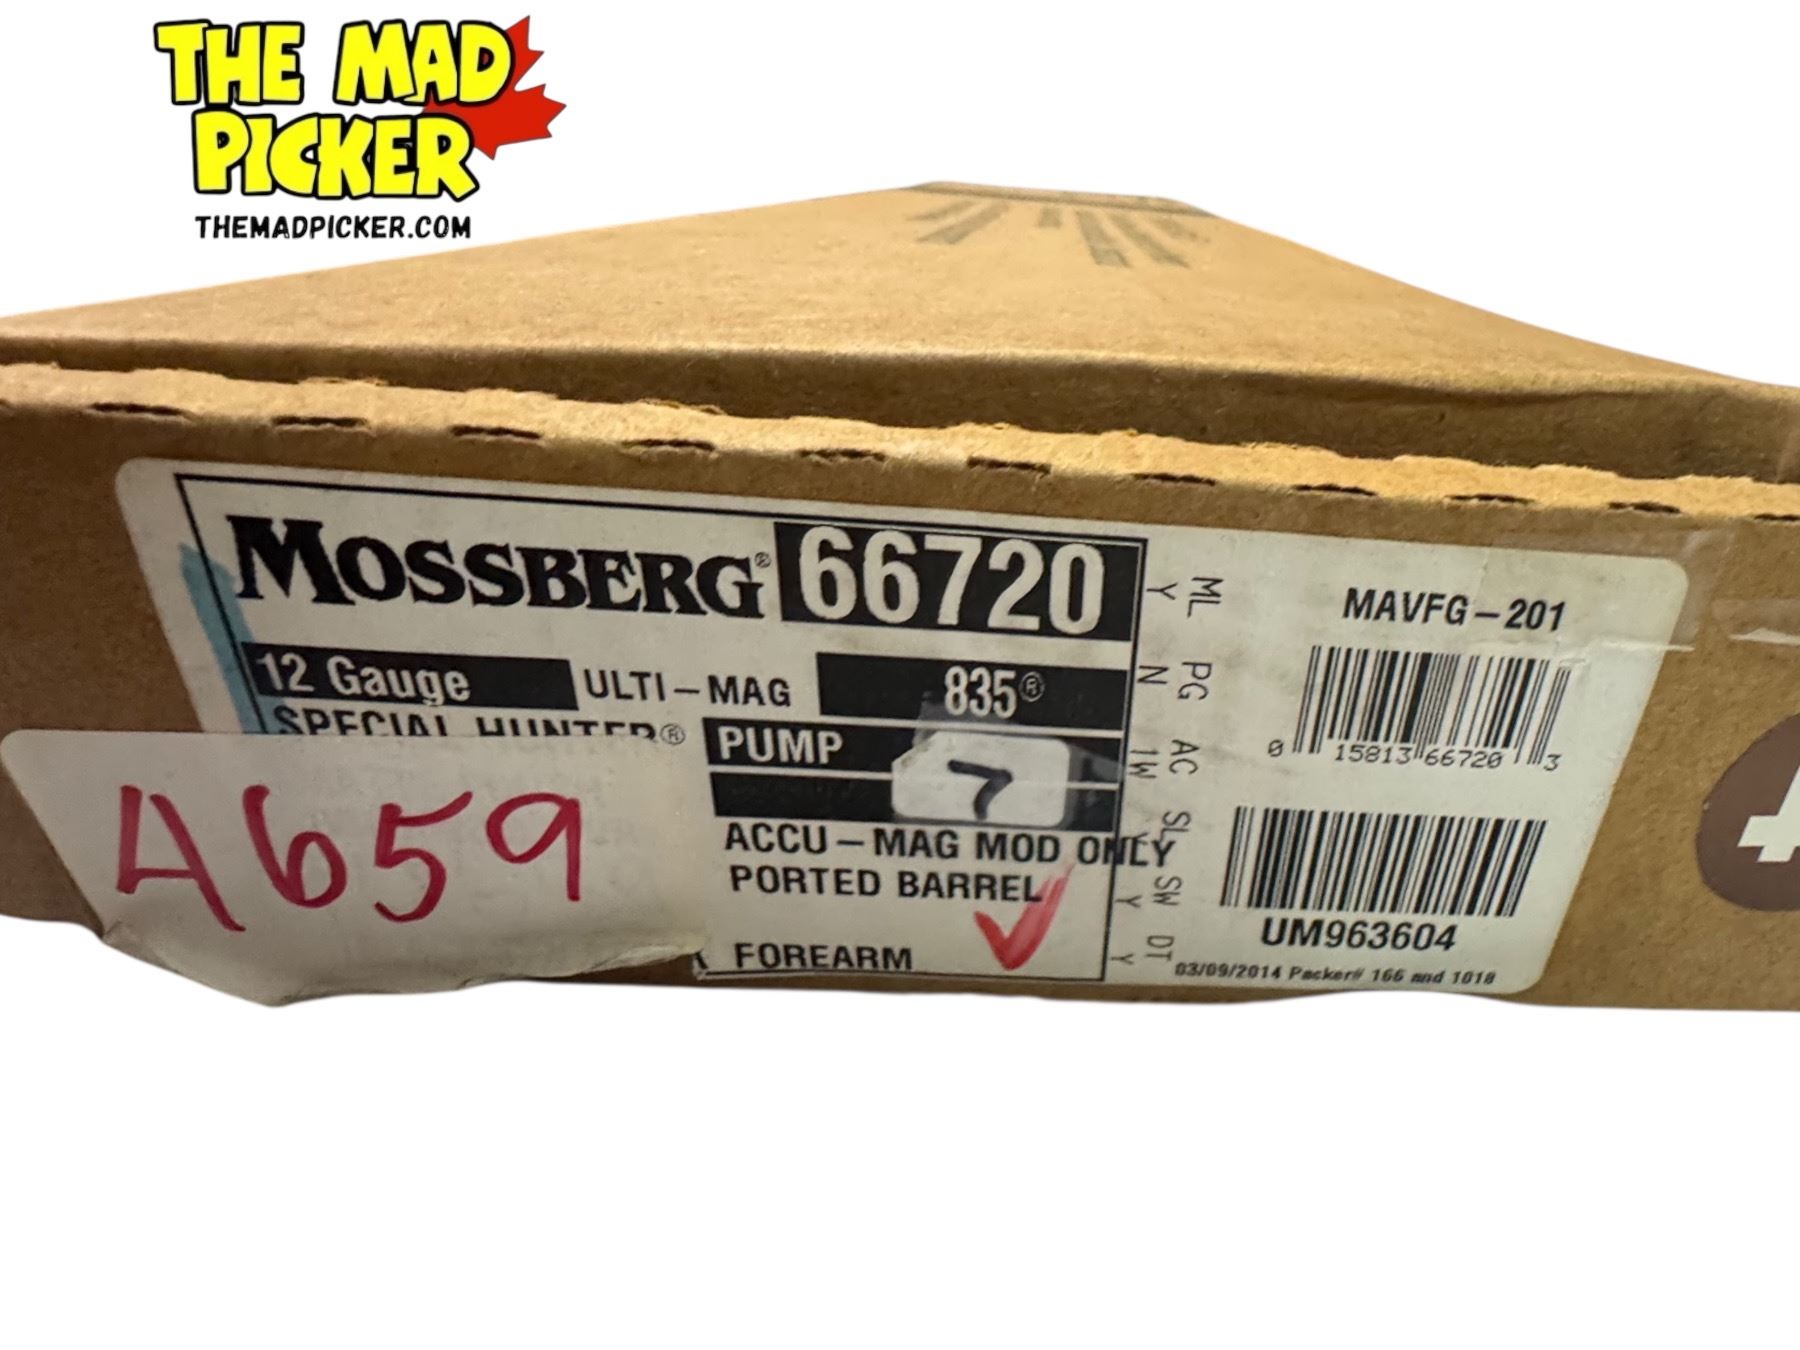 THE MAD
PICKER
THEMADPICKER.COM
MOSSBERG® 66720
12 Gauge ULTI-MAG 835®
SPECIAL HUNTER® PUMP
7
A659
ACCU-MAG MOD ONLY
PORTED BARREL
FOREARM
ML PG AC SL SW DT
Y N 1W Y Y Y
MAVFG-201
0 15813 66720 3
UM963604
03/09/2014 Packer# 166 and 1018